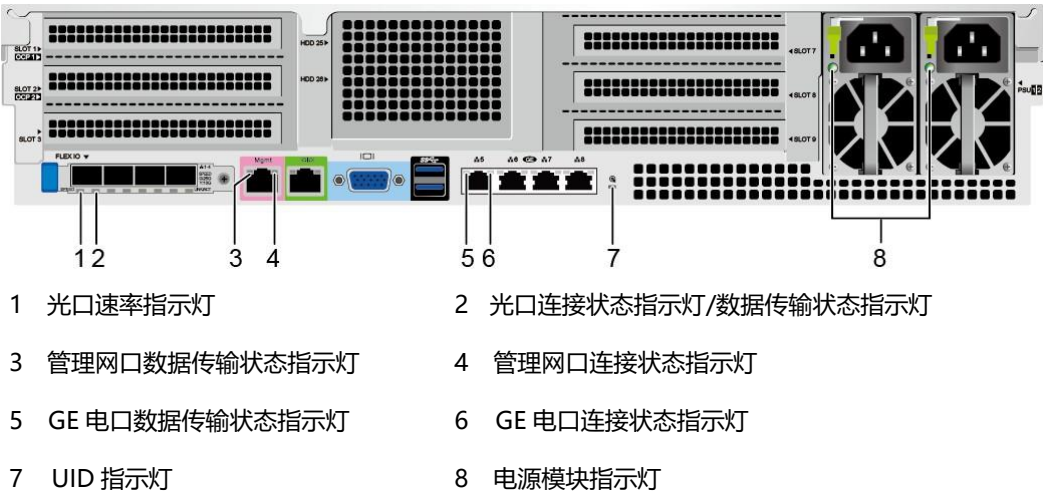 SLOT 1
OCP 1
HDD 25
SLOT 7
SLOT 2
OCP 2
HDD 26
SLOT 8
PSU 1 2
SLOT 3
SLOT 9
FLEX IO
Mgmt
6 GE 7
8
1 2 3 4 5 6 7 8
1 光口速率指示灯
2 光口连接状态指示灯/数据传输状态指示灯
3 管理网口数据传输状态指示灯
4 管理网口连接状态指示灯
5 GE 电口数据传输状态指示灯
6 GE 电口连接状态指示灯
7 UID 指示灯
8 电源模块指示灯